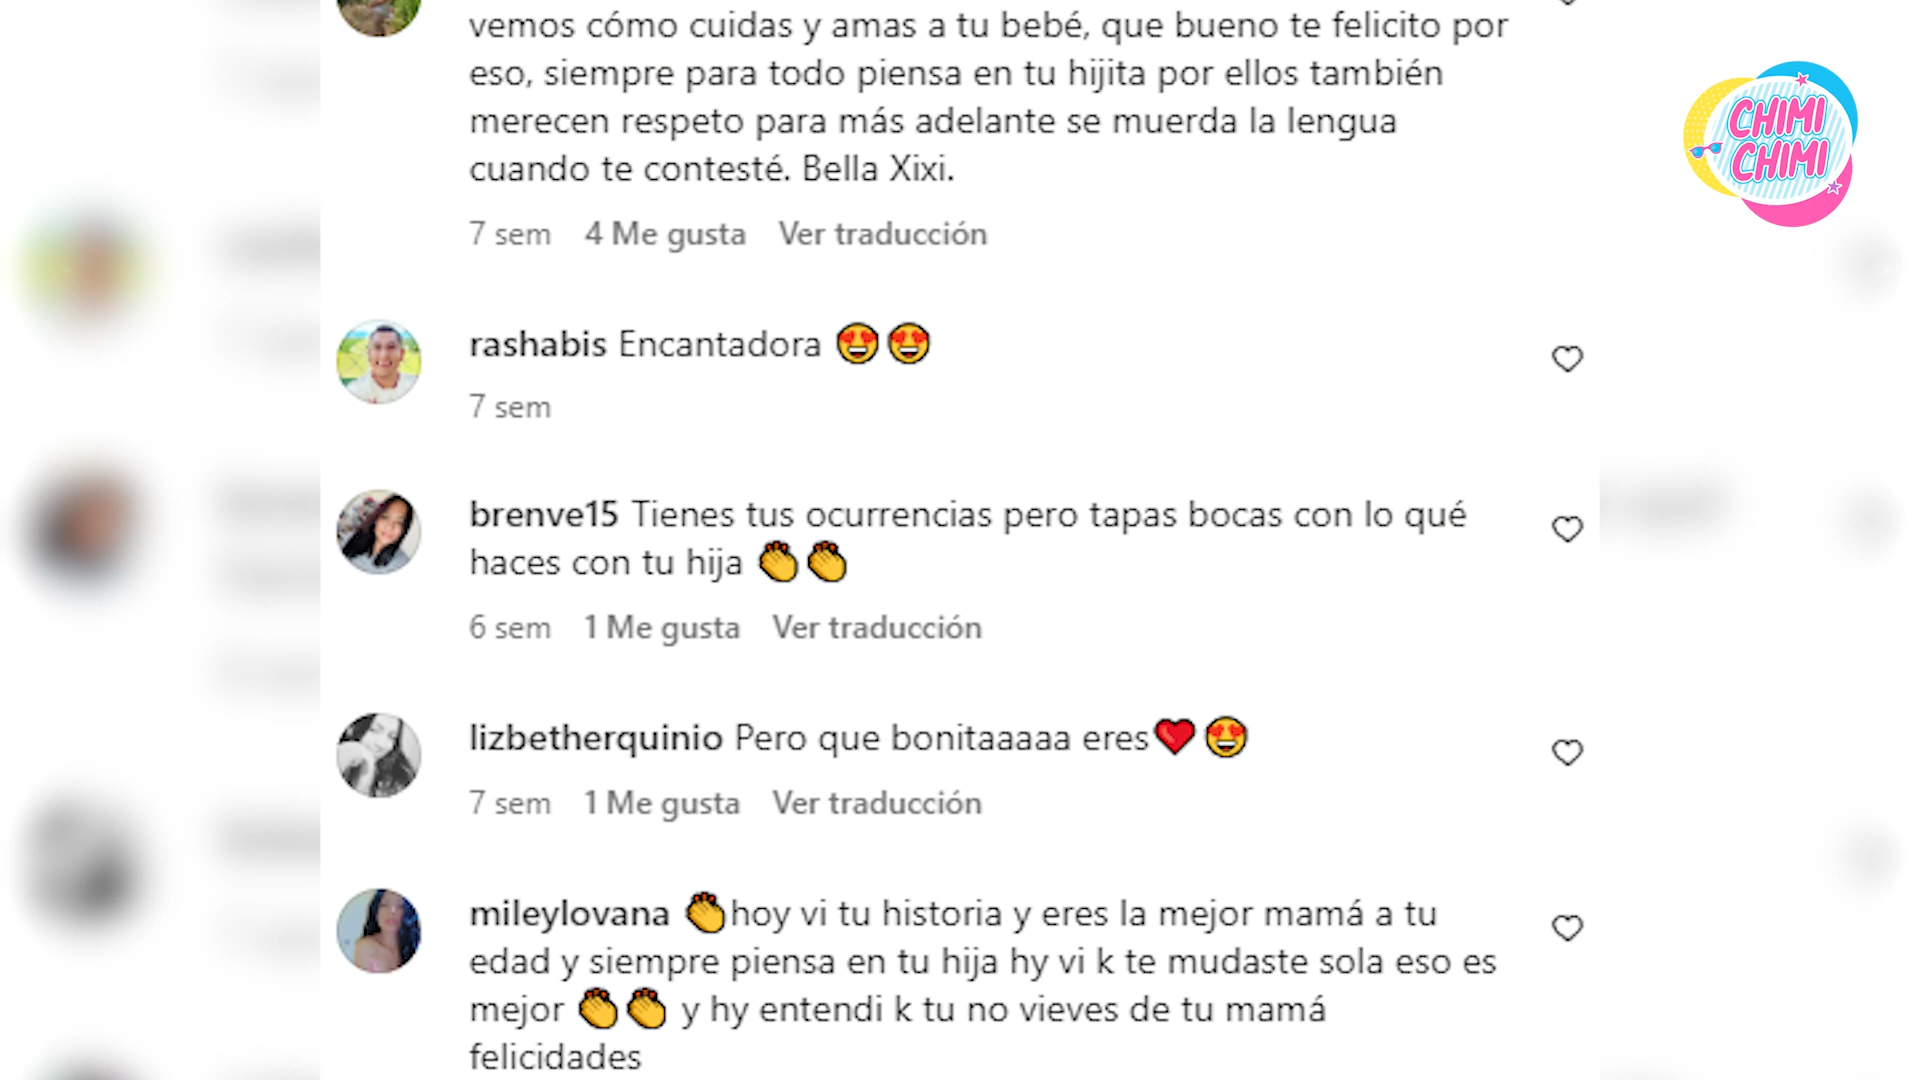 vemos cómo cuidas y amas a tu bebé, que bueno te felicito por
eso, siempre para todo piensa en tu hijita por ellos también
merecen respeto para más adelante se muerda la lengua
cuando te contesté. Bella Xixi.
7 sem 4 Me gusta Ver traducción
rashabis Encantadora 😍😍
7 sem
brenve15 Tienes tus ocurrencias pero tapas bocas con lo qué
haces con tu hija 👏👏
6 sem 1 Me gusta Ver traducción
lizbetherquinio Pero que bonitaaaaa eres❤️😍
7 sem 1 Me gusta Ver traducción
mileylovana 👏hoy vi tu historia y eres la mejor mamá a tu
edad y siempre piensa en tu hija hy vi k te mudaste sola eso es
mejor 👏👏 y hy entendi k tu no vieves de tu mamá
felicidades
CHIMI
CHIMI